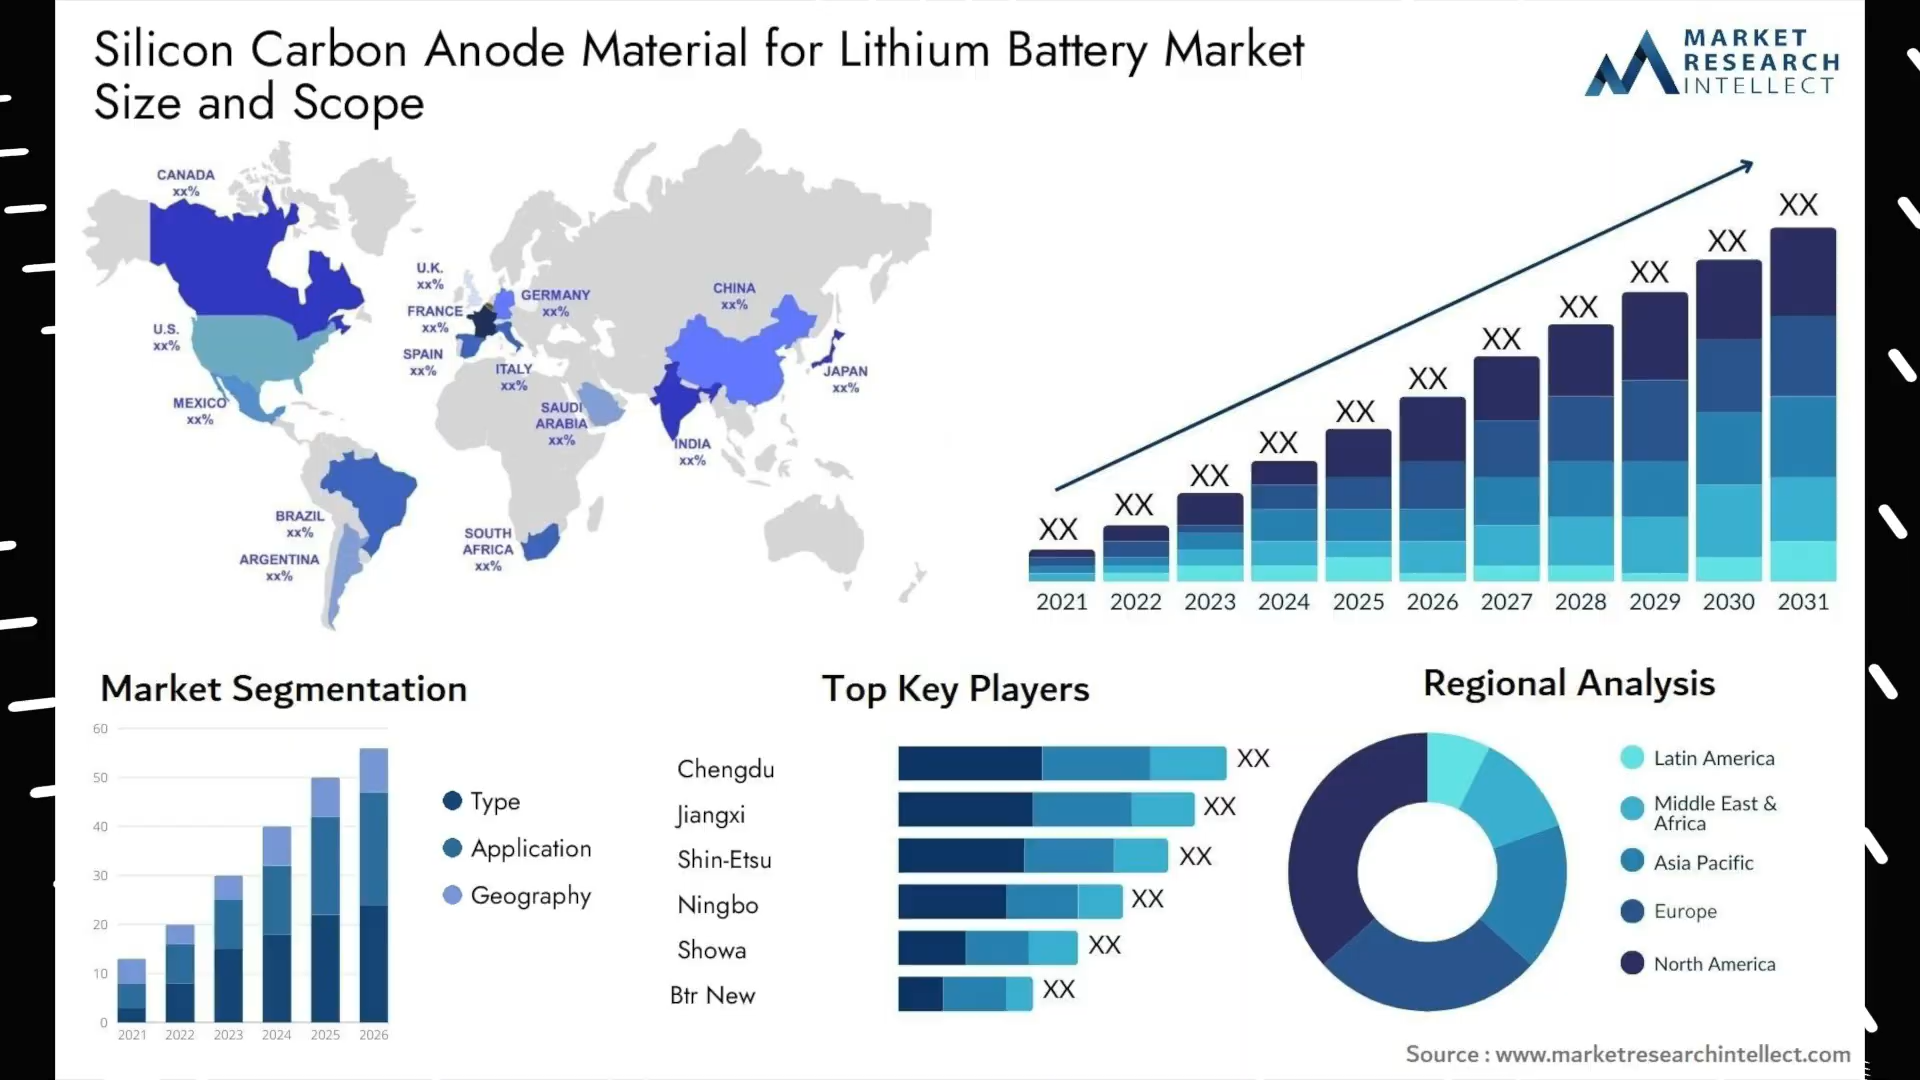 Silicon Carbon Anode Material for Lithium Battery Market
Size and Scope
MARKET
RESEARCH
INTELLECT
CANADA
xx%
U.S.
xx%
MEXICO
xx%
BRAZIL
xx%
ARGENTINA
xx%
U.K.
xx%
FRANCE
xx%
SPAIN
xx%
GERMANY
xx%
ITALY
xx%
SAUDI
ARABIA
xx%
SOUTH
AFRICA
xx%
CHINA
xx%
INDIA
xx%
JAPAN
xx%
XX
XX
XX
XX
XX
XX
XX
XX
XX
XX
XX
2021 2022 2023 2024 2025 2026 2027 2028 2029 2030 2031
Market Segmentation
60
50
40
30
20
10
0
2021 2022 2023 2024 2025 2026
Type
Application
Geography
Top Key Players
Chengdu XX
Jiangxi XX
Shin-Etsu XX
Ningbo XX
Showa XX
Btr New XX
Regional Analysis
Latin America
Middle East &
Africa
Asia Pacific
Europe
North America
Source : www.marketresearchintellect.com